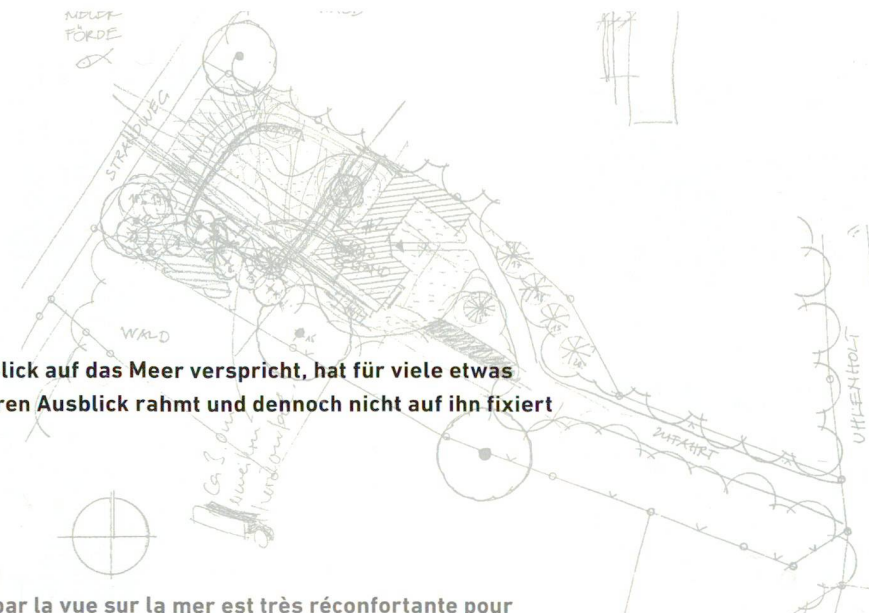 FÖRDE
STRANDWEG
WALD
lick auf das Meer verspricht, hat für viele etwas
ren Ausblick rahmt und dennoch nicht auf ihn fixiert
ZUFAHRT
UHLENHOLT
par la vue sur la mer est très réconfortante pour